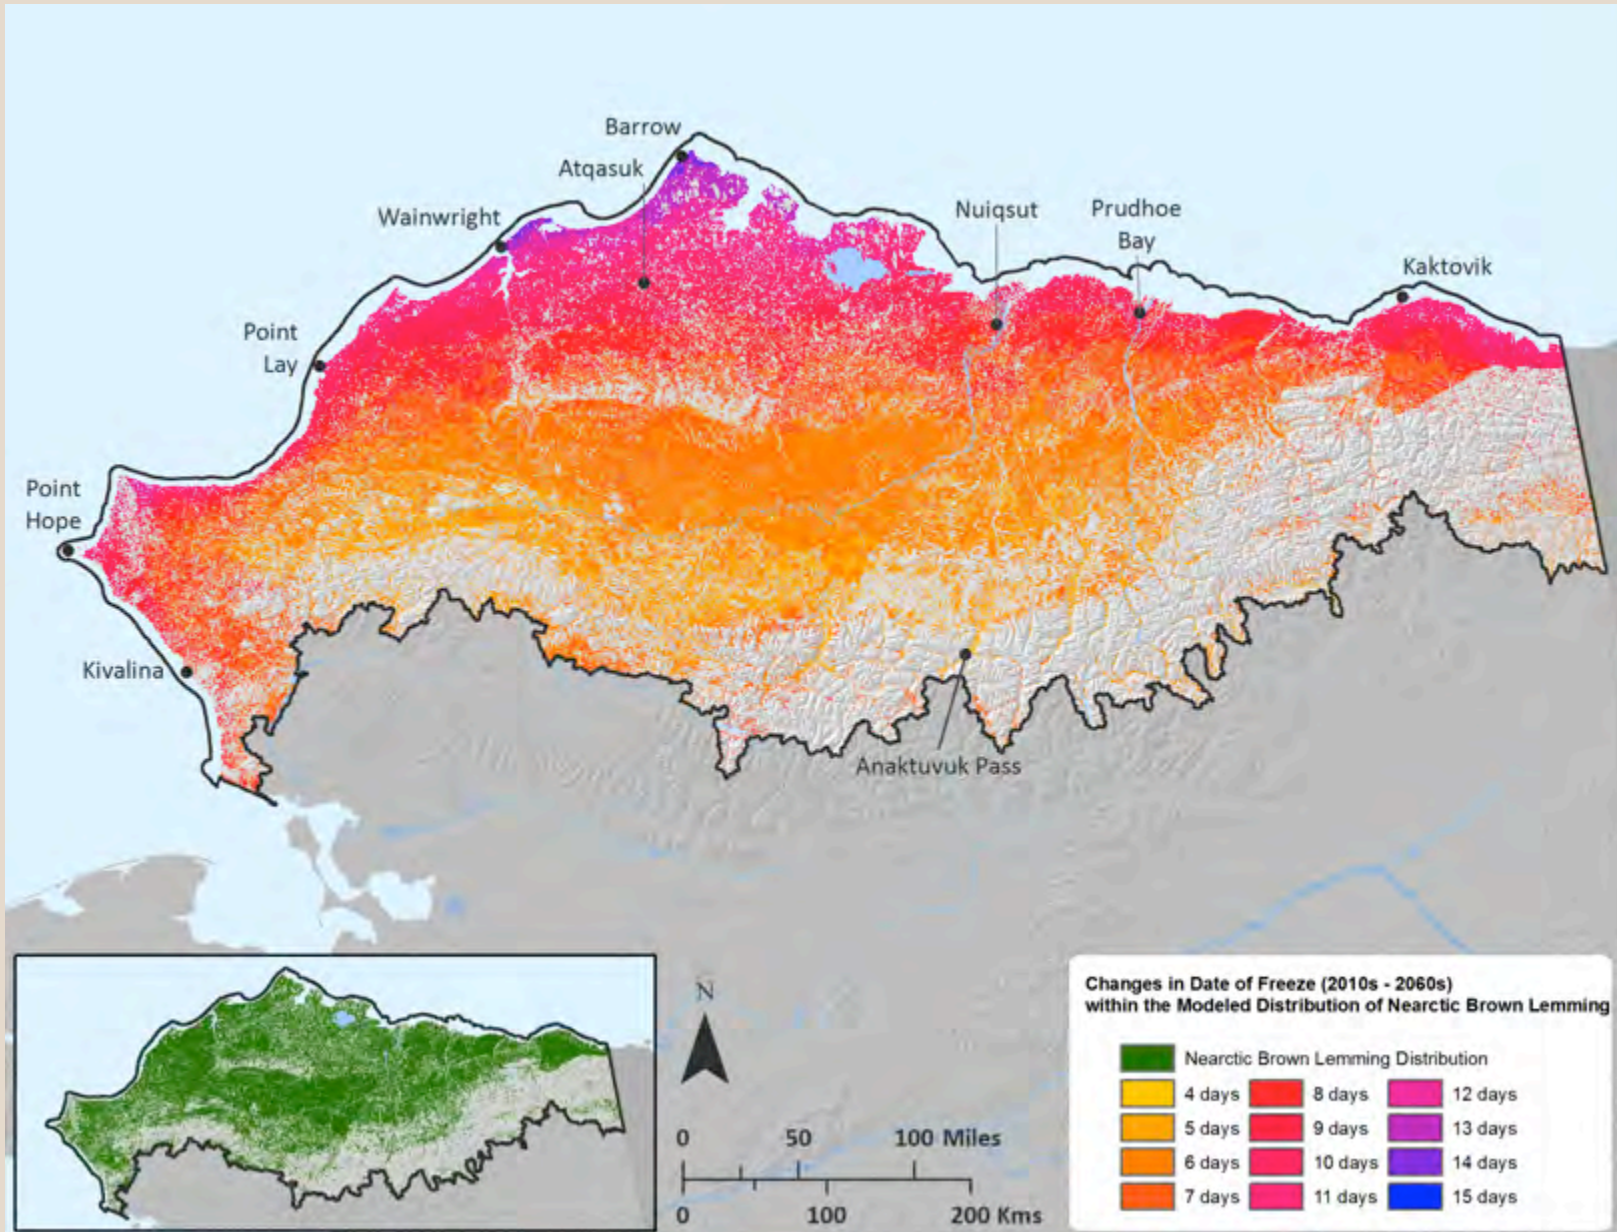 Barrow
Atqasuk
Wainwright
Nuiqsut
Prudhoe
Bay
Kaktovik
Point
Lay
Point
Hope
Kivalina
Anaktuvuk Pass
N
0 50 100 Miles
0 100 200 Kms
Changes in Date of Freeze (2010s - 2060s)
within the Modeled Distribution of Nearctic Brown Lemming
Nearctic Brown Lemming Distribution
4 days 8 days 12 days
5 days 9 days 13 days
6 days 10 days 14 days
7 days 11 days 15 days